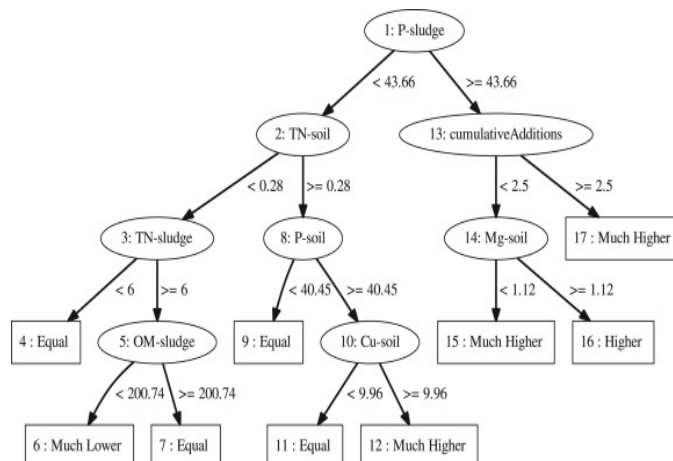 1: P-sludge
< 43.66
>= 43.66
2: TN-soil
13: cumulativeAdditions
< 0.28
>= 0.28
< 2.5
>= 2.5
3: TN-sludge
8: P-soil
14: Mg-soil
17 : Much Higher
< 6
>= 6
< 40.45
>= 40.45
< 1.12
>= 1.12
4 : Equal
5: OM-sludge
9 : Equal
10: Cu-soil
15 : Much Higher
16 : Higher
< 200.74
>= 200.74
< 9.96
>= 9.96
6 : Much Lower
7 : Equal
11 : Equal
12 : Much Higher